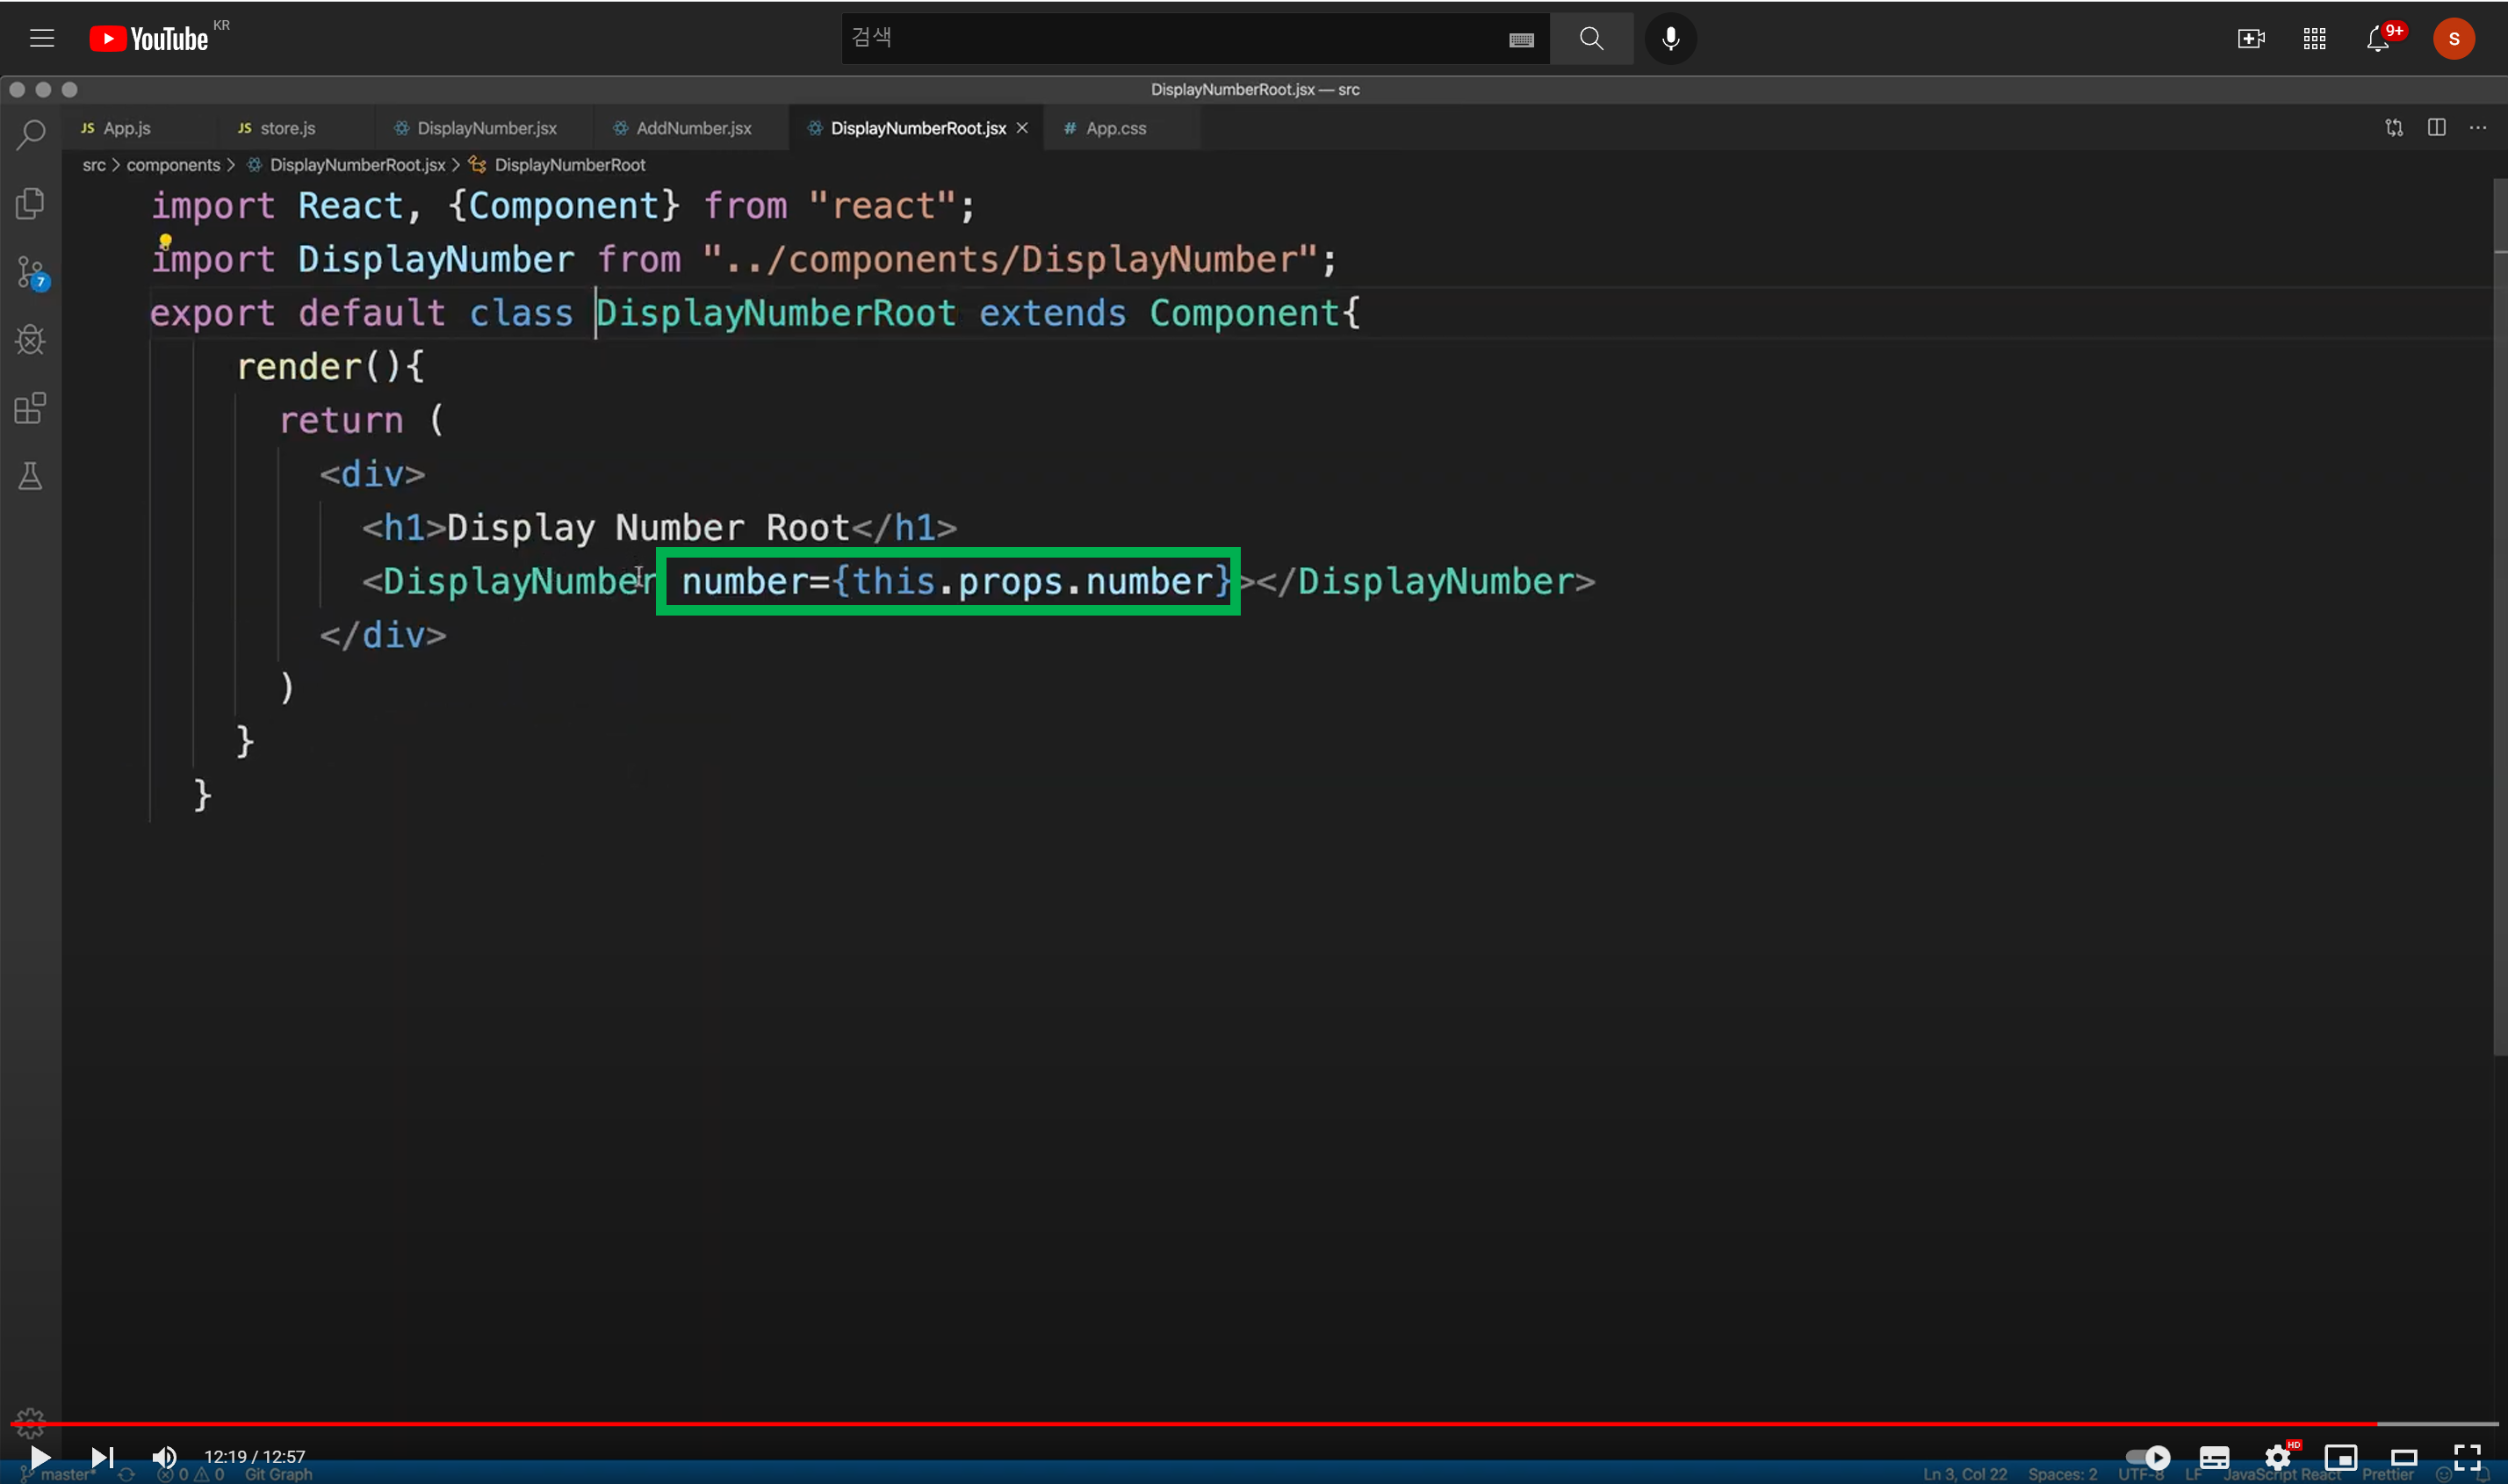 YouTube KR
검색
9+
S
DisplayNumberRoot.jsx — src
JS App.js
JS store.js
DisplayNumber.jsx
AddNumber.jsx
DisplayNumberRoot.jsx
# App.css
src > components > DisplayNumberRoot.jsx > DisplayNumberRoot
7
import React, {Component} from "react";
import DisplayNumber from "../components/DisplayNumber";
export default class DisplayNumberRoot extends Component{
render(){
return (
<div>
<h1>Display Number Root</h1>
<DisplayNumber number={this.props.number}></DisplayNumber>
</div>
)
}
}
12:19 / 12:57
HD
master*
0
0
Git Graph
Ln 3, Col 22
Spaces: 2
UTF-8
LF
JavaScript React
Prettier